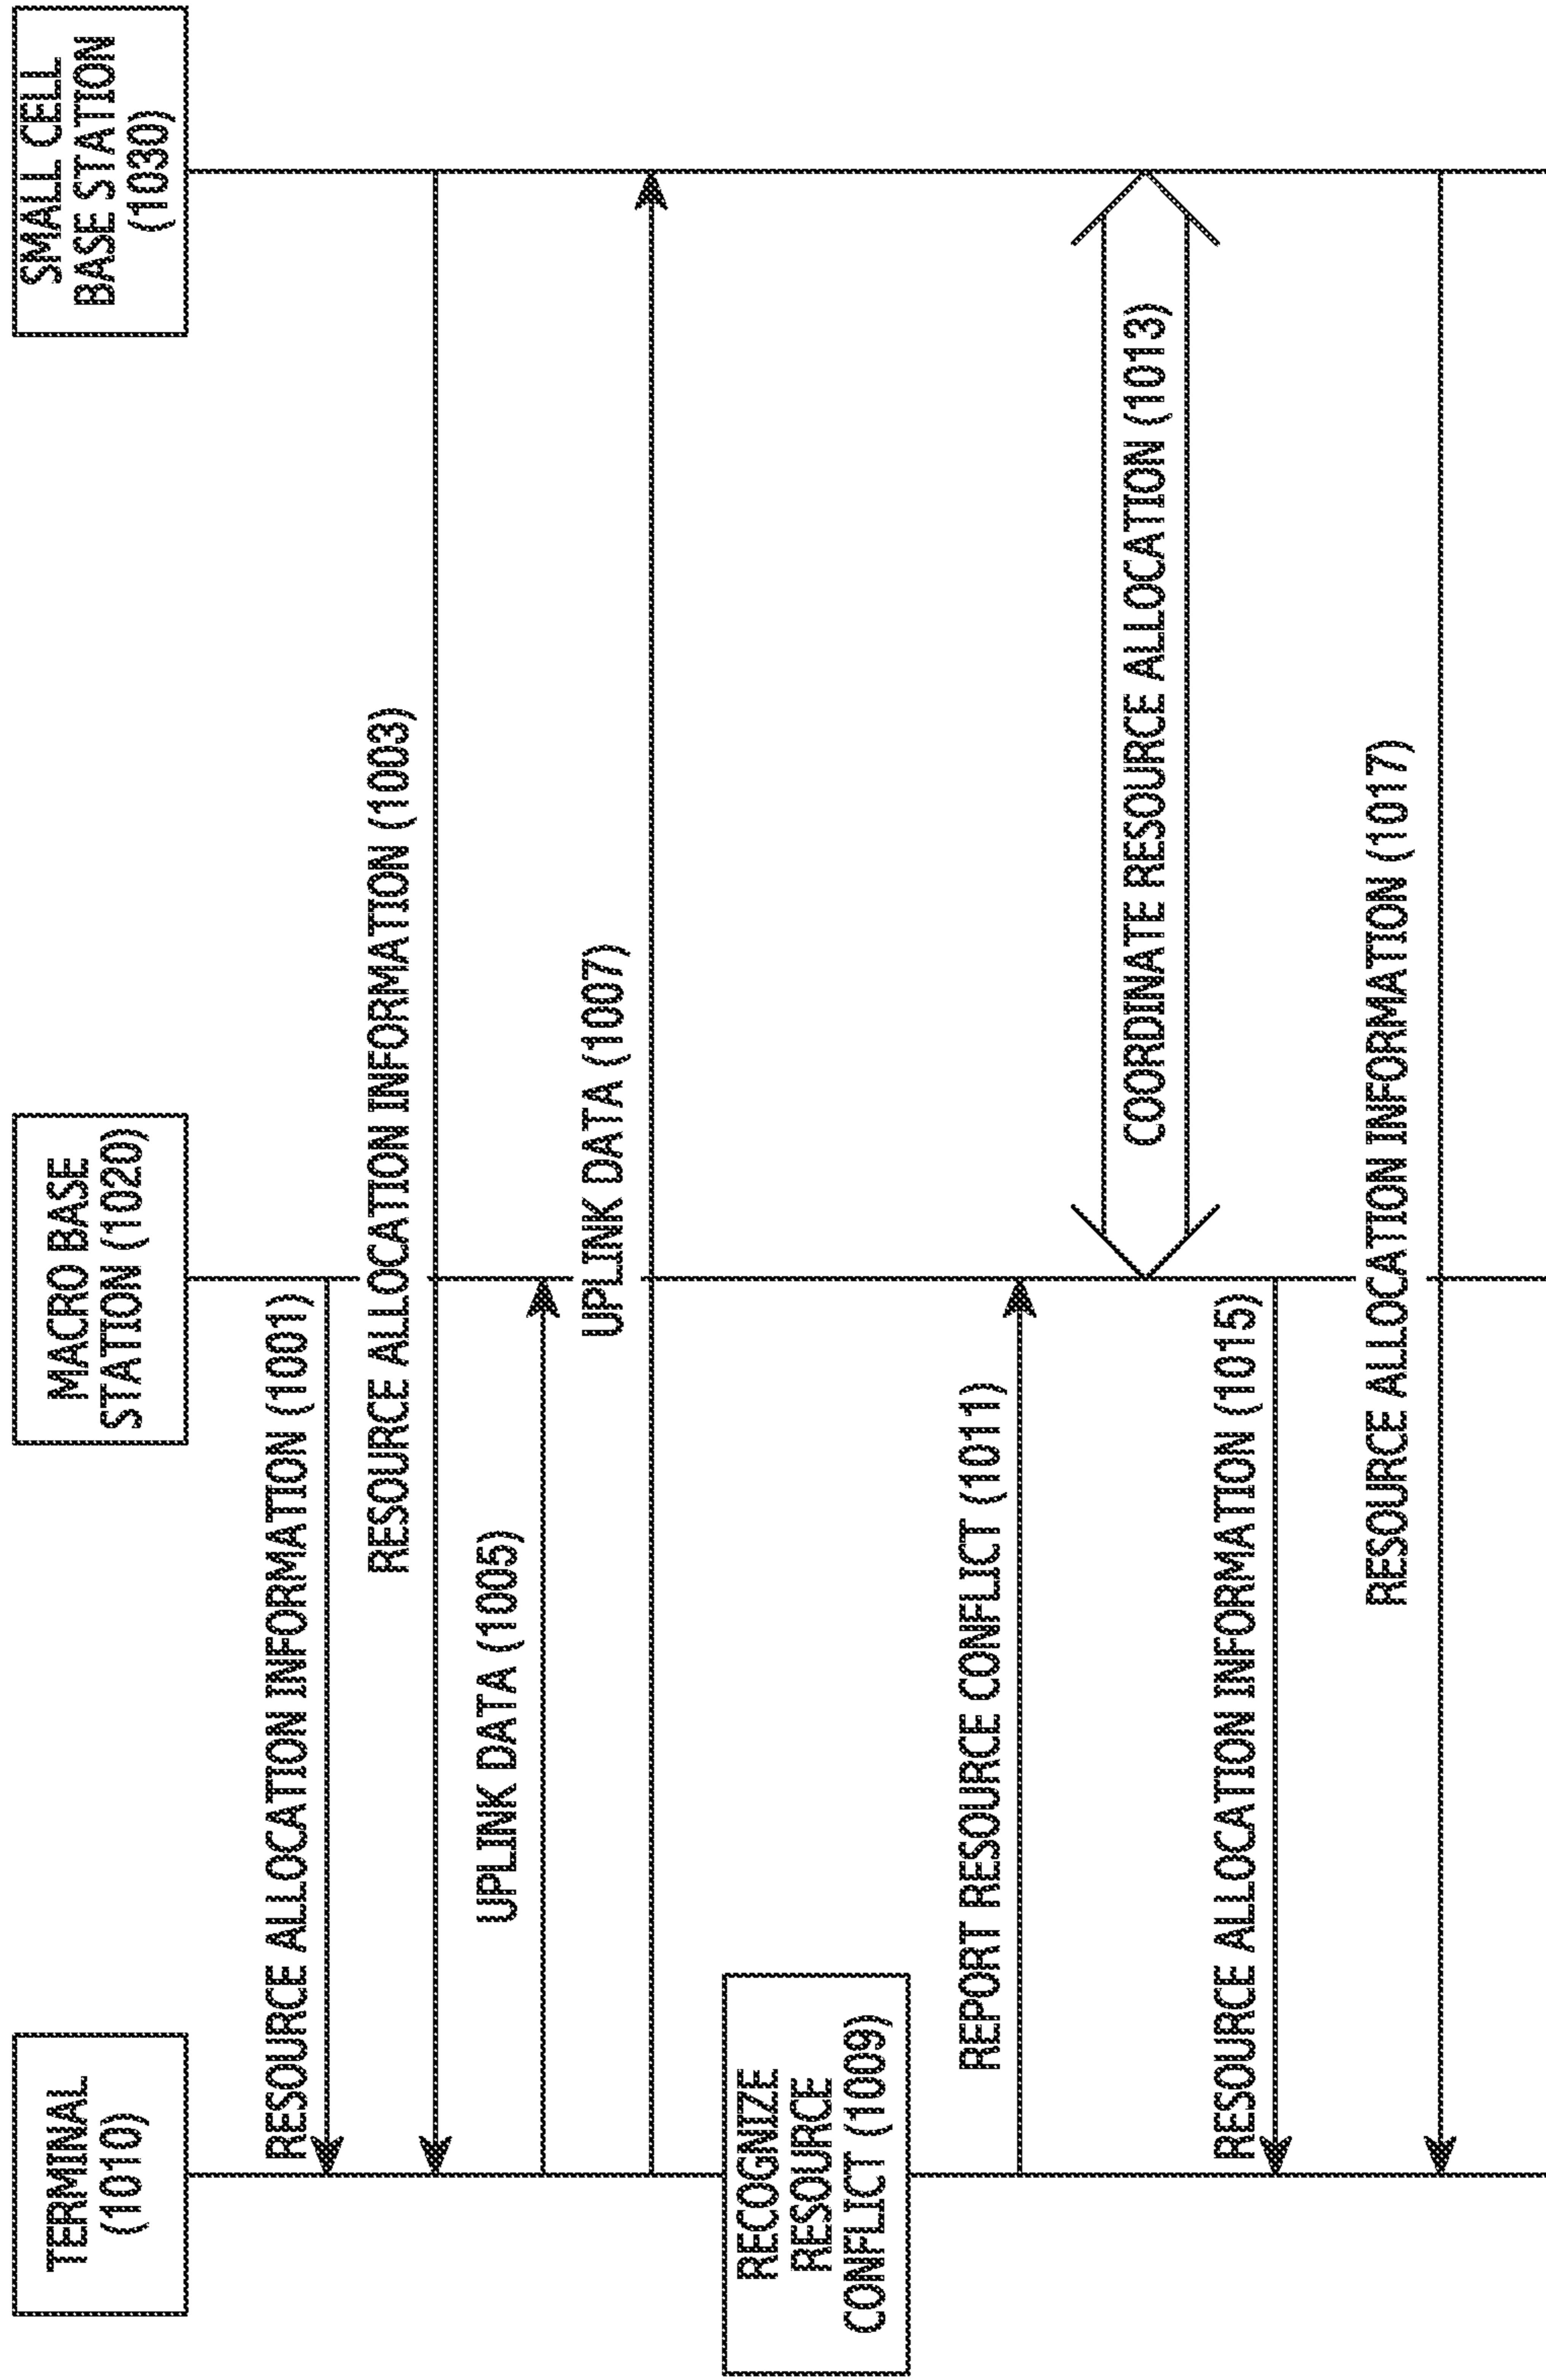 TERMINAL
(1010)
MACRO BASE
STATION (1020)
SMALL CELL
BASE STATION
(1030)
RESOURCE ALLOCATION INFORMATION (1001)
RESOURCE ALLOCATION INFORMATION (1003)
UPLINK DATA (1005)
UPLINK DATA (1007)
RECOGNIZE
RESOURCE
CONFLICT (1009)
REPORT RESOURCE CONFLICT (1011)
COORDINATE RESOURCE ALLOCATION (1013)
RESOURCE ALLOCATION INFORMATION (1015)
RESOURCE ALLOCATION INFORMATION (1017)